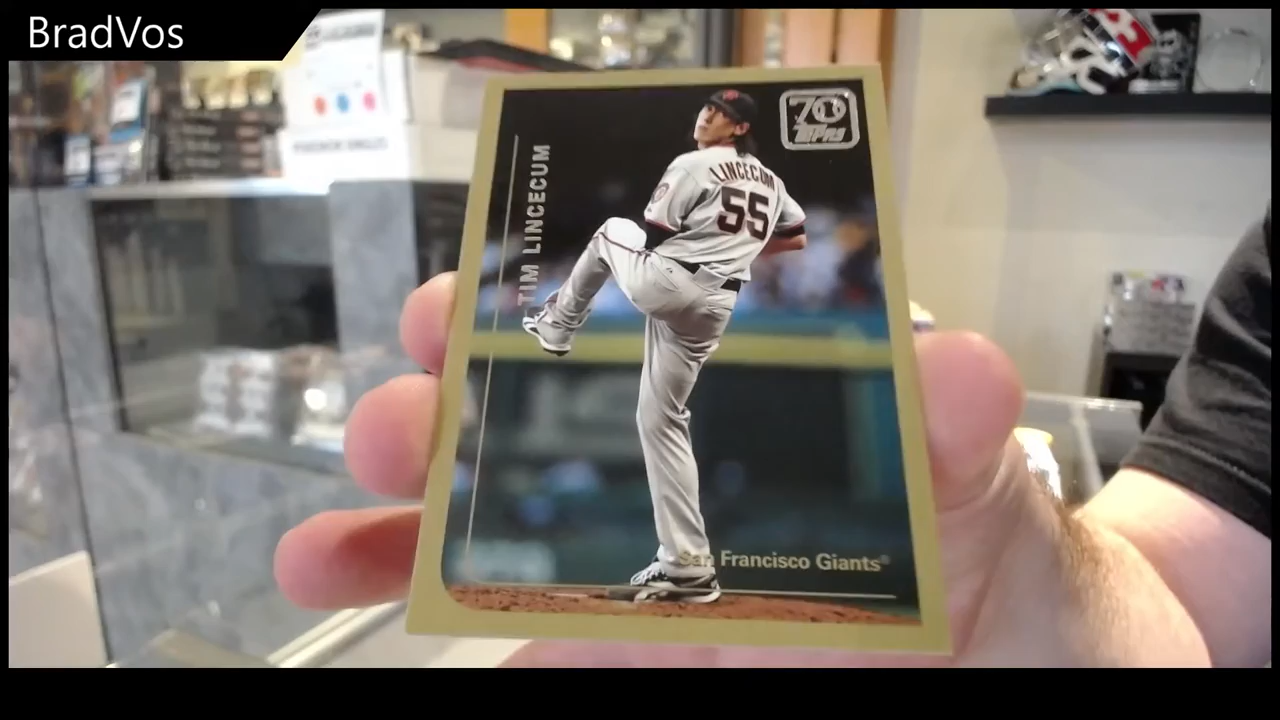 BradVos
70
TOPPS
TIM LINCECUM
LINCECUM
55
San Francisco Giants®